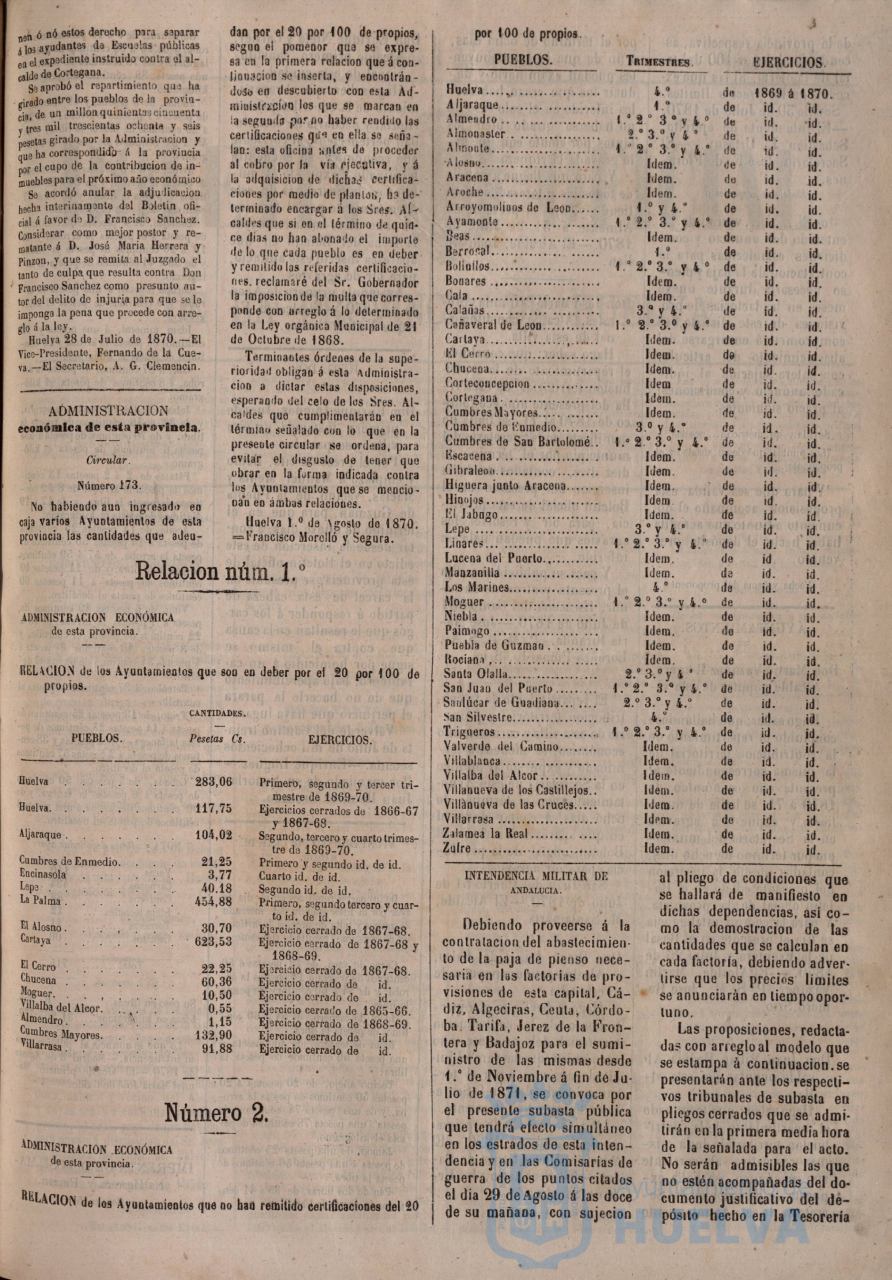 nen ó nó estos derecho para separar
á los ayudantes de Escuelas públicas
en el expediente instruido contra el al-
calde de Cortegana.
Se aprobó el repartimiento que ha
girado entre los pueblos de la provin-
cia, de un millon quinientas cincuenta
y tres mil trescientas ochenta y seis
pesetas girado por la Administracion y
que ha correspondido á la provincia
por el cupo de la contribucion de in-
muebles para el próximo año económico
Se acordó anular la adjudicacion
hecha interinamente del Boletin ofi-
cial á favor de D. Francisco Sanchez.
Considerar como mejor postor y re-
matante á D. José Maria Herrera y
Pinzon, y que se remita al Juzgado el
tanto de culpa que resulta contra Don
Francisco Sanchez como presunto au-
tor del delito de injuria para que se le
imponga la pena que procede con arre-
glo á la ley.
Huelva 28 de Julio de 1870.—El
Vice-Presidente, Fernando de la Cue-
va.—El Secretario, A. G. Clemencin.
ADMINISTRACION
económica de esta provincia.
Circular.
Número 173.
No habiendo aun ingresado en
caja varios Ayuntamientos de esta
provincia las cantidades que adeu-
dan por el 20 por 100 de propios,
segun el pomenor que se expre-
sa en la primera relacion que á con-
tinuacion se inserta, y encontrán-
dose en descubierto con esta Ad-
ministracion los que se marcan en
la segunda por no haber rendido las
certificaciones que en ella se seña-
lan: esta oficina antes de proceder
al cobro por la via ejecutiva, y á
la adquisicion de dichas certifica-
ciones por medio de planton, ha de-
terminado encargar á los Sres. Al-
caldes que si en el término de quin-
ce dias no han abonado el importe
de lo que cada pueblo es en deber
y remitido las referidas certificacio-
nes, reclamaré del Sr. Gobernador
la imposicion de la multa que corres-
ponde con arreglo á lo determinado
en la Ley orgánica Municipal de 21
de Octubre de 1868.
Terminantes órdenes de la supe-
rioridad obligan á esta Administra-
cion a dictar estas disposiciones,
esperando del celo de los Sres. Al-
caldes que cumplimentarán en el
término señalado con lo que en la
presente circular se ordena, para
evitar el disgusto de tener que
obrar en la forma indicada contra
los Ayuntamientos que se mencio-
nan en ámbas relaciones.
Huelva 1.º de Agosto de 1870.
=Francisco Morelló y Segura.
Relacion núm. 1.º
ADMINISTRACION ECONÓMICA
de esta provincia.
RELACION de los Ayuntamientos que son en deber por el 20 por 100 de
propios.
CANTIDADES.
PUEBLOS. Pesetas Cs. EJERCICIOS.
Huelva . . . . . . 283,06 Primero, segundo y tercer tri-
mestre de 1869-70.
Huelva. . . . . . 117,75 Ejercicios cerrados de 1866-67
y 1867-68.
Aljaraque . . . . . 104,02 Segundo, tercero y cuarto trimes-
tre de 1869-70.
Cumbres de Enmedio. . . . 21,25 Primero y segundo id. de id.
Encinasola . . . . . 3,77 Cuarto id. de id.
Lepe . . . . . . 40.18 Segundo id. de id.
La Palma . . . . . 454,88 Primero, segundo tercero y cuar-
to id. de id.
El Alosno. . . . . . 30,70 Ejercicio cerrado de 1867-68.
Cartaya . . . . . . 623,53 Ejercicio cerrado de 1867-68 y
1868-69.
El Cerro . . . . . . 22,25 Ejercicio cerrado de 1867-68.
Chucena . . . . . . 60,36 Ejercicio cerrado de id.
Moguer. . . . . . 10,50 Ejercicio cerrado de id.
Villalba del Alcor. . . . . 0,55 Ejercicio cerrado de 1865-66.
Almendro . . . . . 1,15 Ejercicio cerrado de 1868-69.
Cumbres Mayores. . . . . 132,90 Ejercicio cerrado de id.
Villarrasa . . . . . 91,88 Ejercicio cerrado de id.
Número 2.
ADMINISTRACION ECONÓMICA
de esta provincia.
RELACION de los Ayuntamientos que no han remitido certificaciones del 20
por 100 de propios.
PUEBLOS. TRIMESTRES. EJERCICIOS.
Huelva 4.º de 1869 á 1870.
Aljaraque 1.º de id. id.
Almendro 1.º 2.º 3.º y 4.º de id. id.
Almonaster 2.º 3.º y 4.º de id. id.
Almonte 1.º 2.º 3.º y 4.º de id. id.
Alosno Idem. de id. id.
Aracena Idem. de id. id.
Aroche Idem. de id. id.
Arroyomolinos de Leon 1.º y 4.º de id. id.
Ayamonte 1.º 2.º 3.º y 4.º de id. id.
Beas Idem. de id. id.
Berrocal 1.º de id. id.
Bollullos 1.º 2.º 3.º y 4.º de id. id.
Bonares Idem. de id. id.
Cala Idem. de id. id.
Calañas 3.º y 4.º de id. id.
Cañaveral de Leon 1.º 2.º 3.º y 4.º de id. id.
Cartaya Idem. de id. id.
El Cerro Idem. de id. id.
Chucena Idem. de id. id.
Corteconcepcion Idem de id. id.
Cortegana Idem. de id. id.
Cumbres Mayores Idem de id. id.
Cumbres de Enmedio 3.º y 4.º de id. id.
Cumbres de San Bartolomé 1.º 2.º 3.º y 4.º de id. id.
Escacena Idem. de id. id.
Gibraleon Idem. de id. id.
Higuera junto Aracena Idem. de id. id.
Hinojos Idem. de id. id.
El Jabugo Idem. de id. id.
Lepe 3.º y 4.º de id. id.
Linares 1.º 2.º 3.º y 4.º de id. id.
Lucena del Puerto Idem. de id. id.
Manzanilla Idem. de id. id.
Los Marines 4.º de id. id.
Moguer 1.º 2.º 3.º y 4.º de id. id.
Niebla Idem. de id. id.
Paimogo Idem. de id. id.
Puebla de Guzman Idem. de id. id.
Rociana Idem. de id. id.
Santa Olalla 2.º 3.º y 4.º de id. id.
San Juan del Puerto 1.º 2.º 3.º y 4.º de id. id.
Sanlúcar de Guadiana 2.º 3.º y 4.º de id. id.
San Silvestre 4.º de id. id.
Trigueros 1.º 2.º 3.º y 4.º de id. id.
Valverde del Camino Idem. de id. id.
Villablanca Idem. de id. id.
Villalba del Alcor Idem. de id. id.
Villanueva de los Castillejos Idem. de id. id.
Villanueva de las Cruces Idem. de id. id.
Villarrasa Idem. de id. id.
Zalamea la Real Idem. de id. id.
Zufre Idem. de id. id.
INTENDENCIA MILITAR DE
ANDALUCIA.
Debiendo proveerse á la
contratacion del abastecimien-
to de la paja de pienso nece-
saria en las factorias de pro-
visiones de esta capital, Cá-
diz, Algeciras, Ceuta, Córdo-
ba. Tarifa, Jerez de la Fron-
tera y Badajoz para el sumi-
nistro de las mismas desde
1.º de Noviembre á fin de Ju-
lio de 1871, se convoca por
el presente subasta pública
que tendrá efecto simultáneo
en los estrados de esta inten-
dencia y en las Comisarías de
guerra de los puntos citados
el dia 29 de Agosto á las doce
de su mañana, con sujecion
al pliego de condiciones que
se hallará de manifiesto en
dichas dependencias, asi co-
mo la demostracion de las
cantidades que se calculan en
cada factoría, debiendo adver-
tirse que los precios límites
se anunciarán en tiempo opor-
tuno.
Las proposiciones, redacta-
das con arreglo al modelo que
se estampa á continuacion. se
presentarán ante los respecti-
vos tribunales de subasta en
pliegos cerrados que se admi-
tirán en la primera media hora
de la señalada para el acto.
No serán admisibles las que
no estén acompañadas del do-
cumento justificativo del de-
pósito hecho en la Tesorería
HUELVA